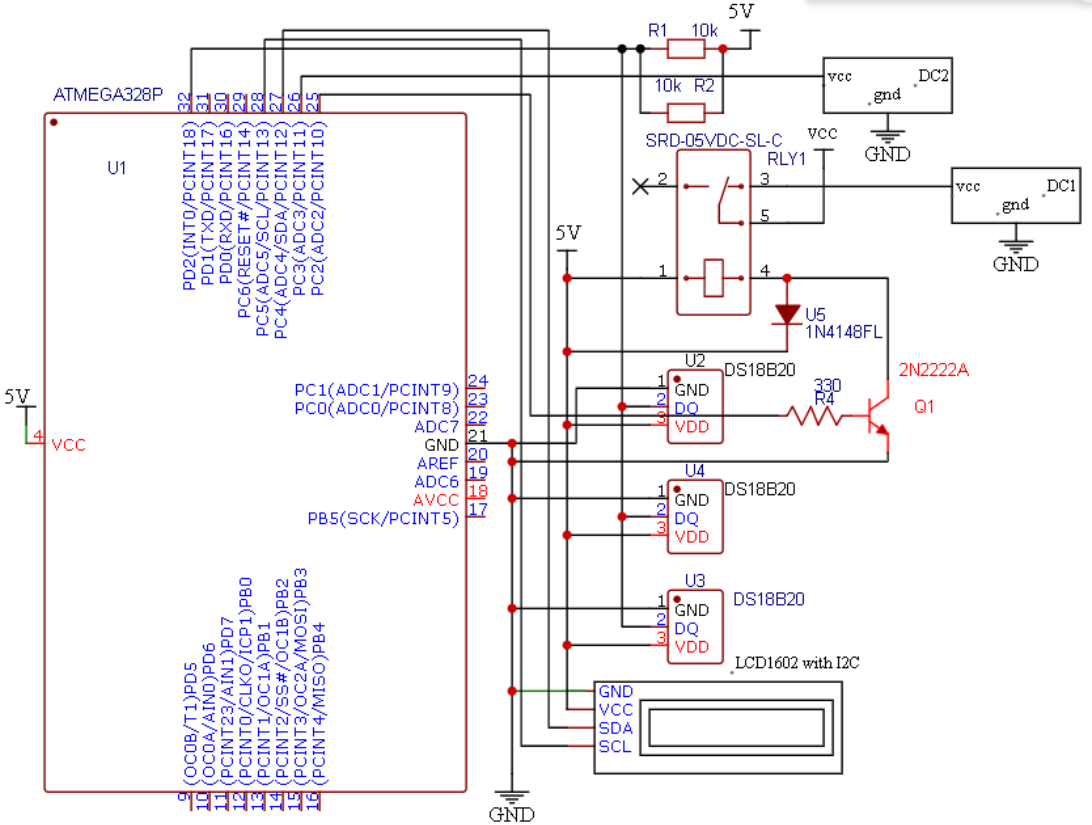 5V
R1 10k
10k R2
vcc
DC2
gnd
GND
ATMEGA328P
U1
32
31
30
29
28
27
26
25
PD2(INT0/PCINT18)
PD1(TXD/PCINT17)
PD0(RXD/PCINT16)
PC6(RESET#/PCINT14)
PC5(ADC5/SCL/PCINT13)
PC4(ADC4/SDA/PCINT12)
PC3(ADC3/PCINT11)
PC2(ADC2/PCINT10)
SRD-05VDC-SL-C
RLY1
VCC
2
3
5
1
4
vcc
DC1
gnd
GND
5V
U5
1N4148FL
5V
4
VCC
PC1(ADC1/PCINT9) 24
PC0(ADC0/PCINT8) 23
ADC7 22
GND 21
AREF 20
ADC6 19
AVCC 18
PB5(SCK/PCINT5) 17
U2
DS18B20
1 GND
2 DQ
3 VDD
330
R4
2N2222A
Q1
U4
DS18B20
1 GND
2 DQ
3 VDD
U3
DS18B20
1 GND
2 DQ
3 VDD
LCD1602 with I2C
GND
VCC
SDA
SCL
GND
(OC0B/T1)PD5
(OC0A/AIN0)PD6
(PCINT23/AIN1)PD7
(PCINT0/CLKO/ICP1)PB0
(PCINT1/OC1A)PB1
(PCINT2/SS#/OC1B)PB2
(PCINT3/OC2A/MOSI)PB3
(PCINT4/MISO)PB4
9
10
11
12
13
14
15
16